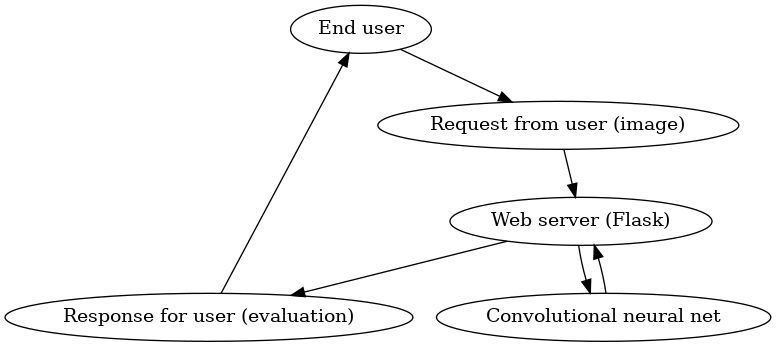 End user
Request from user (image)
Web server (Flask)
Response for user (evaluation)
Convolutional neural net